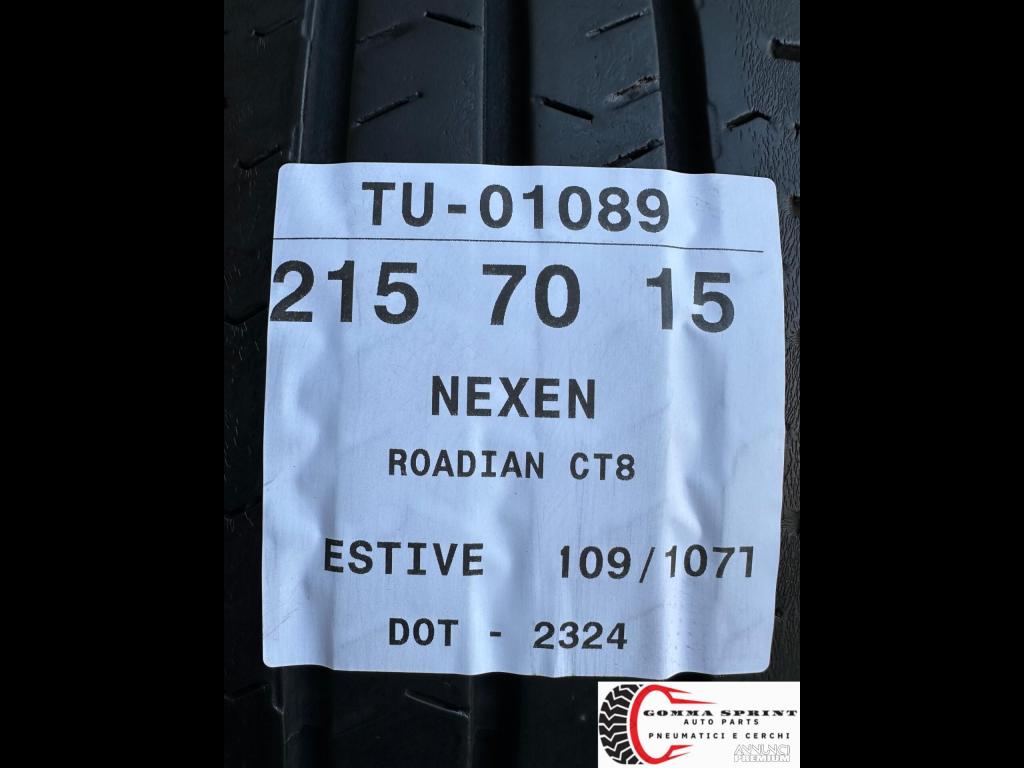 TU-01089
215 70 15
NEXEN
ROADIAN CT8
ESTIVE 109/107T
DOT - 2324
GOMMA SPRINT
AUTO PARTS
PNEUMATICI E CERCHI
ANNUNCI
PREMIUM